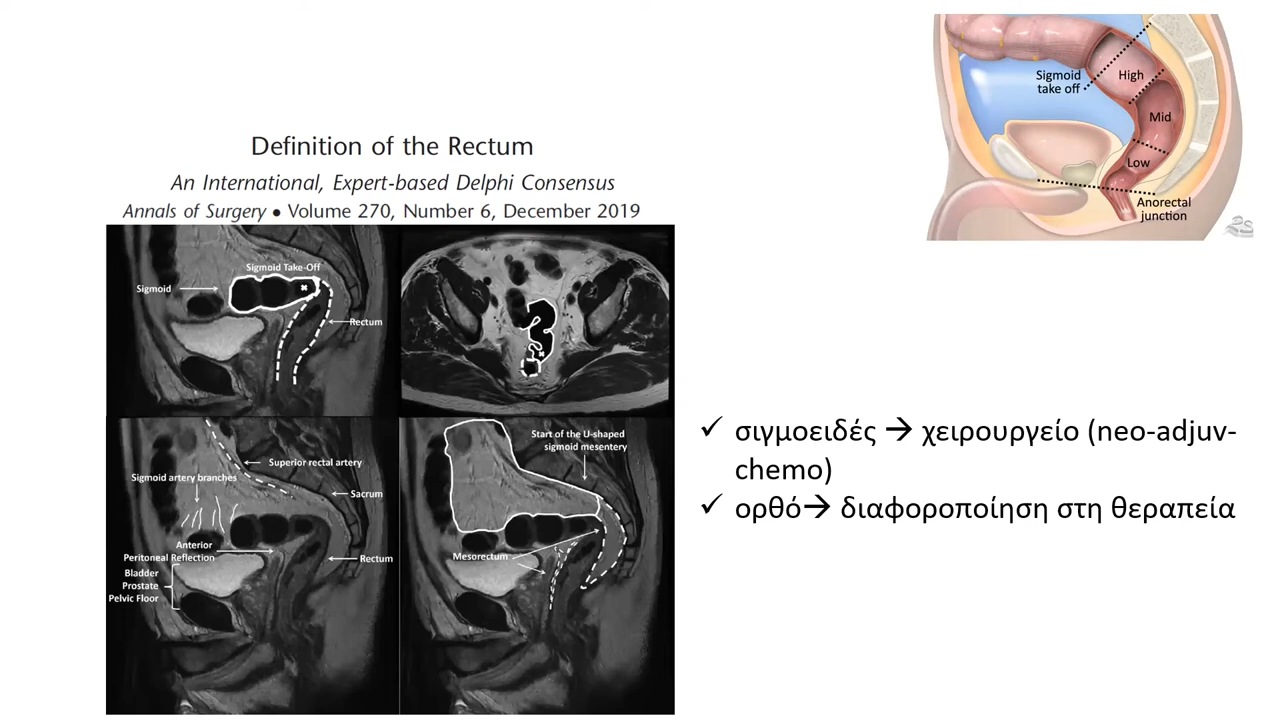 Sigmoid
take off
High
Mid
Low
Anorectal
junction
Definition of the Rectum
An International, Expert-based Delphi Consensus
Annals of Surgery • Volume 270, Number 6, December 2019
Sigmoid Take-Off
Sigmoid
Rectum
Superior rectal artery
Sigmoid artery branches
Sacrum
Anterior
Peritoneal Reflection
Rectum
Bladder
Prostate
Pelvic Floor
Start of the U-shaped
sigmoid mesentery
Mesorectum
✓ σιγμοειδές → χειρουργείο (neo-adjuv-
chemo)
✓ ορθό→ διαφοροποίηση στη θεραπεία